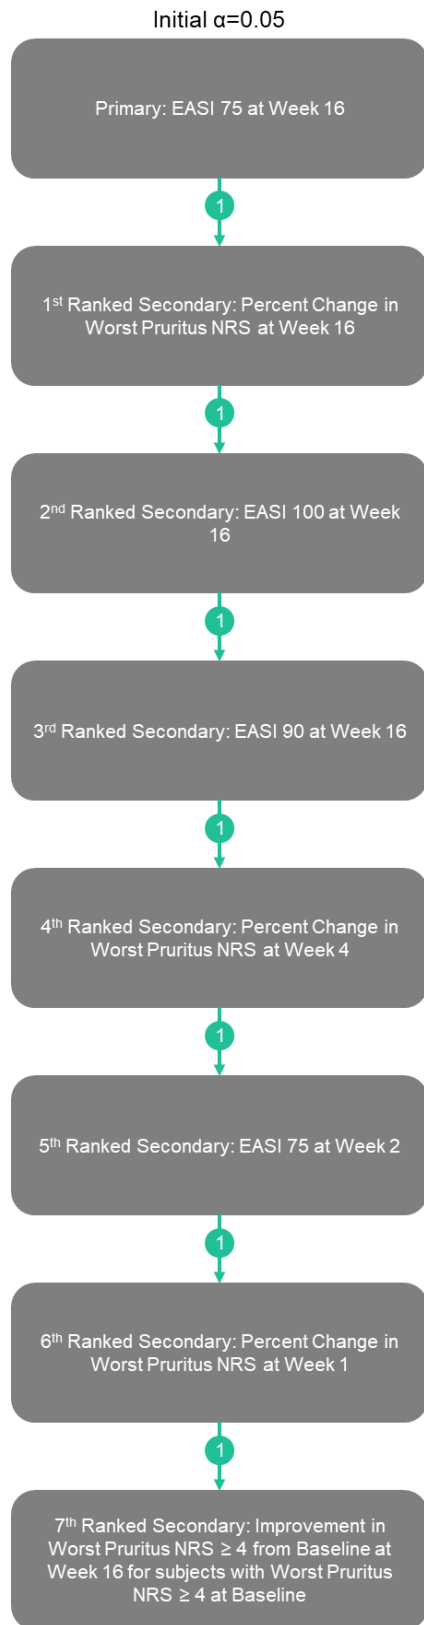 Initial α=0.05
Primary: EASI 75 at Week 16
1
1st Ranked Secondary: Percent Change in
Worst Pruritus NRS at Week 16
1
2nd Ranked Secondary: EASI 100 at Week
16
1
3rd Ranked Secondary: EASI 90 at Week 16
1
4th Ranked Secondary: Percent Change in
Worst Pruritus NRS at Week 4
1
5th Ranked Secondary: EASI 75 at Week 2
1
6th Ranked Secondary: Percent Change in
Worst Pruritus NRS at Week 1
1
7th Ranked Secondary: Improvement in
Worst Pruritus NRS ≥ 4 from Baseline at
Week 16 for subjects with Worst Pruritus
NRS ≥ 4 at Baseline